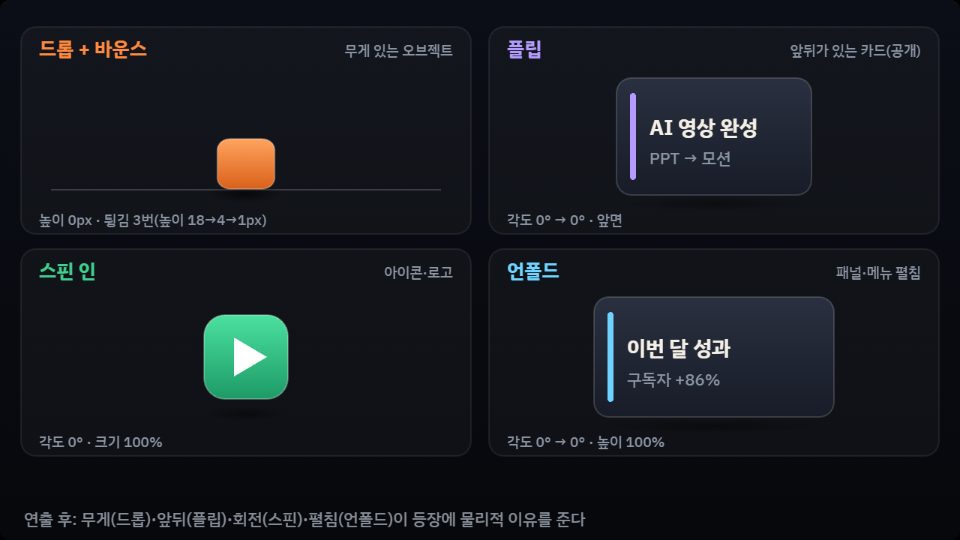 드롭 + 바운스
무게 있는 오브젝트
높이 0px · 튕김 3번(높이 18→4→1px)
플립
앞뒤가 있는 카드(공개)
AI 영상 완성
PPT → 모션
각도 0° → 0° · 앞면
스핀 인
아이콘·로고
각도 0° · 크기 100%
언폴드
패널·메뉴 펼침
이번 달 성과
구독자 +86%
각도 0° → 0° · 높이 100%
연출 후: 무게(드롭)·앞뒤(플립)·회전(스핀)·펼침(언폴드)이 등장에 물리적 이유를 준다